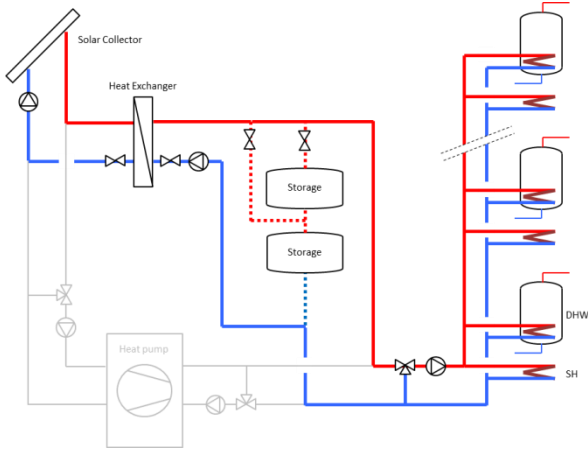 Solar Collector
Heat Exchanger
Storage
Storage
DHW
Heat pump
SH